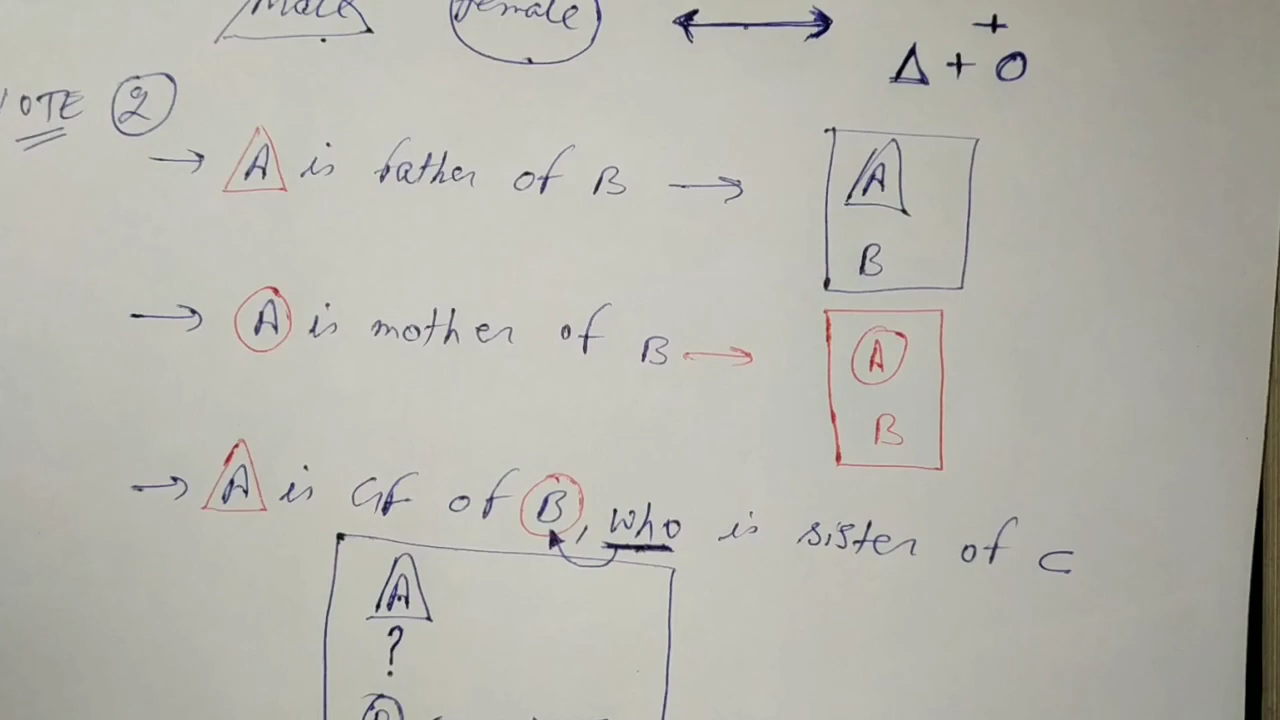 Male female
+
Δ + O
NOTE 2
→ A is father of B → A
B
→ A is mother of B → A
B
→ A is GF of B, who is sister of C
A
?
B